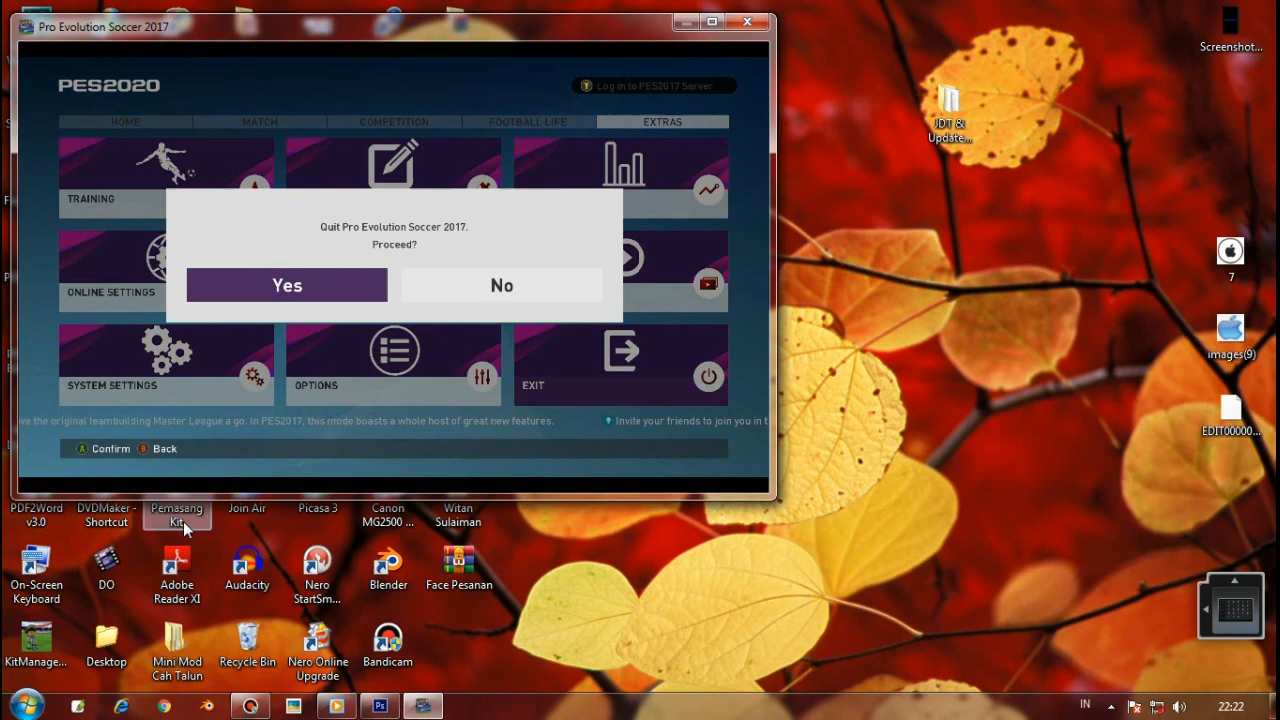 Pro Evolution Soccer 2017
PES2020
Log in to PES2017 Server
HOME
MATCH
COMPETITION
FOOTBALL LIFE
EXTRAS
TRAINING
Quit Pro Evolution Soccer 2017.
Proceed?
Yes
No
ONLINE SETTINGS
SYSTEM SETTINGS
OPTIONS
EXIT
ve the original teambuilding Master League a go. In PES2017, this mode boasts a whole host of great new features.
Invite your friends to join you in t
A Confirm B Back
Screenshot...
JDT &
Update...
7
images(9)
EDIT00000...
PDF2Word
v3.0
DVDMaker -
Shortcut
Pemasang
Join Air
Picasa 3
Canon
MG2500 ...
Witan
Sulaiman
On-Screen
Keyboard
DO
Adobe
Reader XI
Audacity
Nero
StartSm...
Blender
Face Pesanan
KitManage...
Desktop
Mini Mod
Cah Talun
Recycle Bin
Nero Online
Upgrade
Bandicam
Ps
IN
22:22